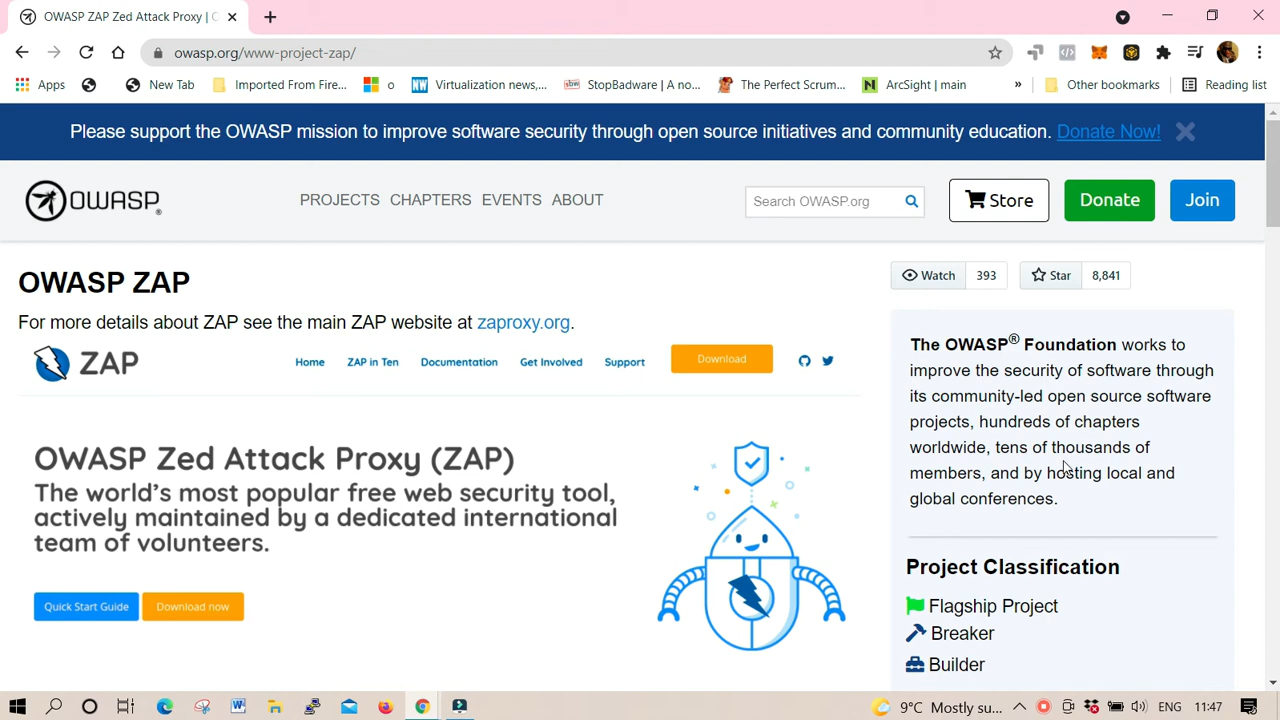 OWASP ZAP Zed Attack Proxy |
owasp.org/www-project-zap/
Apps
New Tab
Imported From Fire...
o
NW
Virtualization news,...
sbw
StopBadware | A no...
The Perfect Scrum...
N
ArcSight | main
»
Other bookmarks
Reading list
Please support the OWASP mission to improve software security through open source initiatives and community education. Donate Now!
OWASP
PROJECTS CHAPTERS EVENTS ABOUT
Search OWASP.org
Store
Donate
Join
OWASP ZAP
Watch 393
Star 8,841
For more details about ZAP see the main ZAP website at zaproxy.org.
ZAP
Home
ZAP in Ten
Documentation
Get Involved
Support
Download
OWASP Zed Attack Proxy (ZAP)
The world's most popular free web security tool,
actively maintained by a dedicated international
team of volunteers.
Quick Start Guide
Download now
The OWASP® Foundation works to
improve the security of software through
its community-led open source software
projects, hundreds of chapters
worldwide, tens of thousands of
members, and by hosting local and
global conferences.
Project Classification
Flagship Project
Breaker
Builder
9°C Mostly su...
ENG
11:47